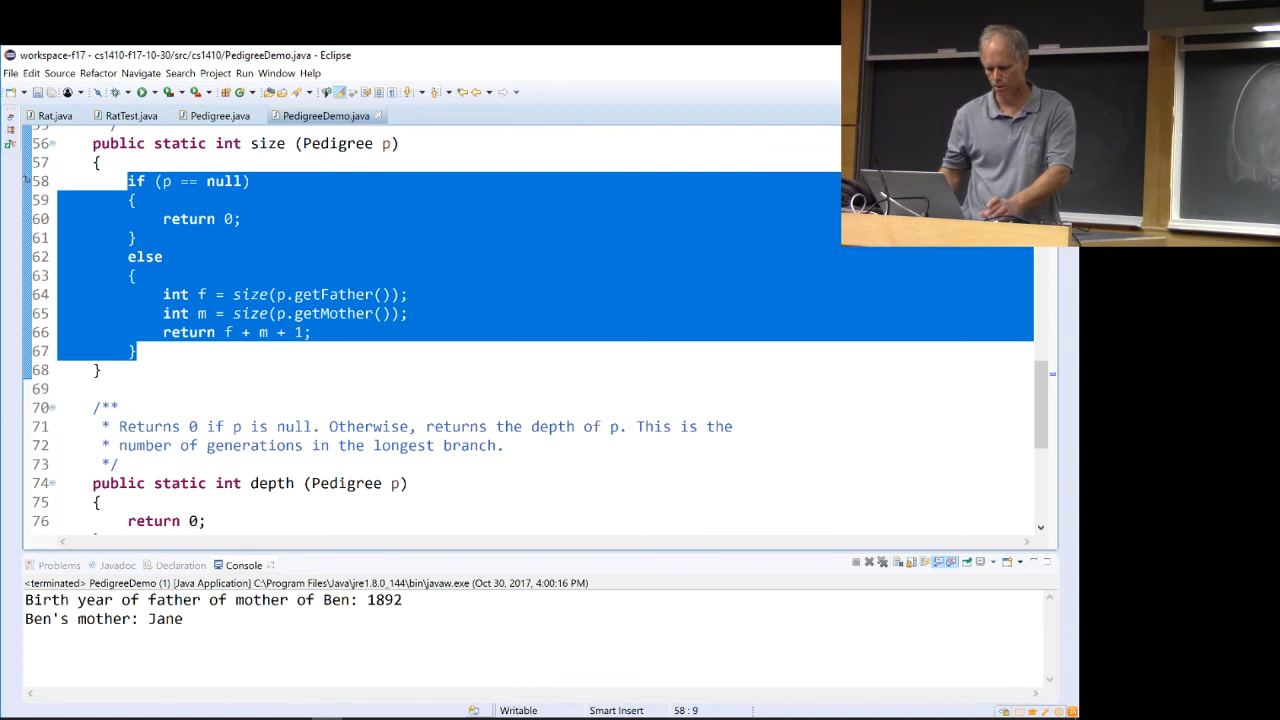 workspace-f17 - cs1410-f17-10-30/src/cs1410/PedigreeDemo.java - Eclipse
File Edit Source Refactor Navigate Search Project Run Window Help
Rat.java RatTest.java Pedigree.java PedigreeDemo.java
55 */
56 public static int size (Pedigree p)
57 {
58 if (p == null)
59 {
60 return 0;
61 }
62 else
63 {
64 int f = size(p.getFather());
65 int m = size(p.getMother());
66 return f + m + 1;
67 }
68 }
69
70 /**
71 * Returns 0 if p is null. Otherwise, returns the depth of p. This is the
72 * number of generations in the longest branch.
73 */
74 public static int depth (Pedigree p)
75 {
76 return 0;
Problems Javadoc Declaration Console
<terminated> PedigreeDemo (1) [Java Application] C:\Program Files\Java\jre1.8.0_144\bin\javaw.exe (Oct 30, 2017, 4:00:16 PM)
Birth year of father of mother of Ben: 1892
Ben's mother: Jane
Writable Smart Insert 58 : 9